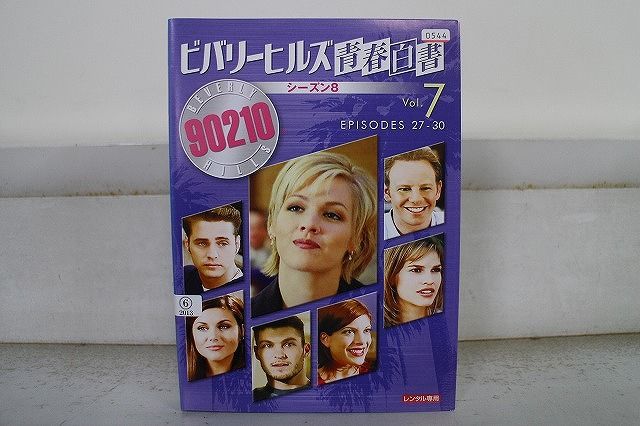 0544
ビバリーヒルズ青春白書
シーズン8
Vol. 7
EPISODES 27-30
BEVERLY
90210
HILLS
⑥
2013
レンタル専用